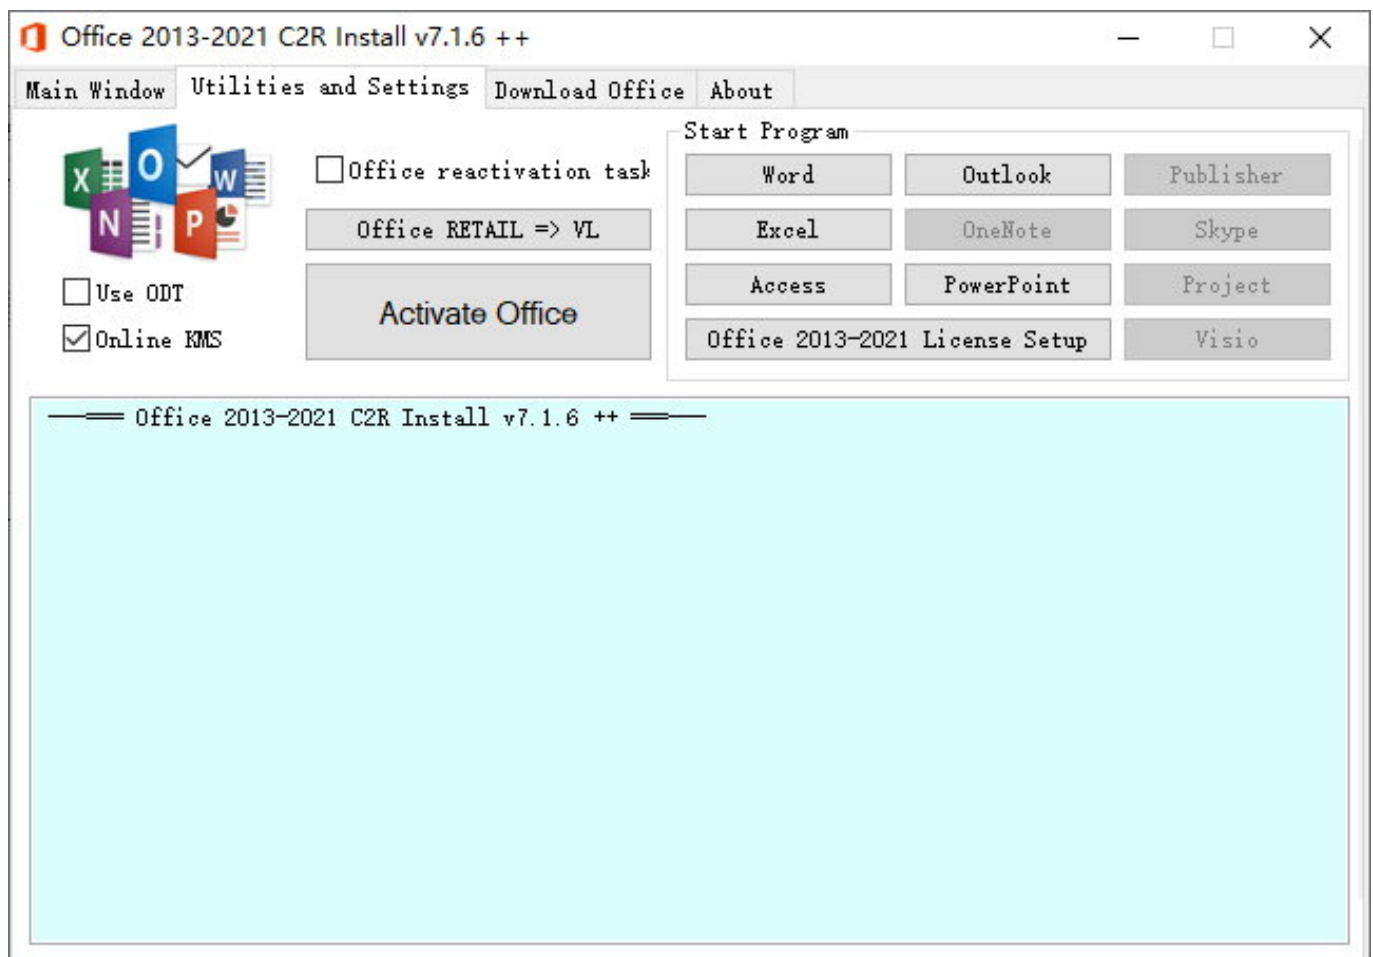 Office 2013-2021 C2R Install v7.1.6 ++
Main Window Utilities and Settings Download Office About
Start Program
Office reactivation task
Word Outlook Publisher
Office RETAIL => VL
Excel OneNote Skype
Use ODT
Activate Office
Access PowerPoint Project
Online KMS
Office 2013-2021 License Setup Visio
Office 2013-2021 C2R Install v7.1.6 ++
X O W N P